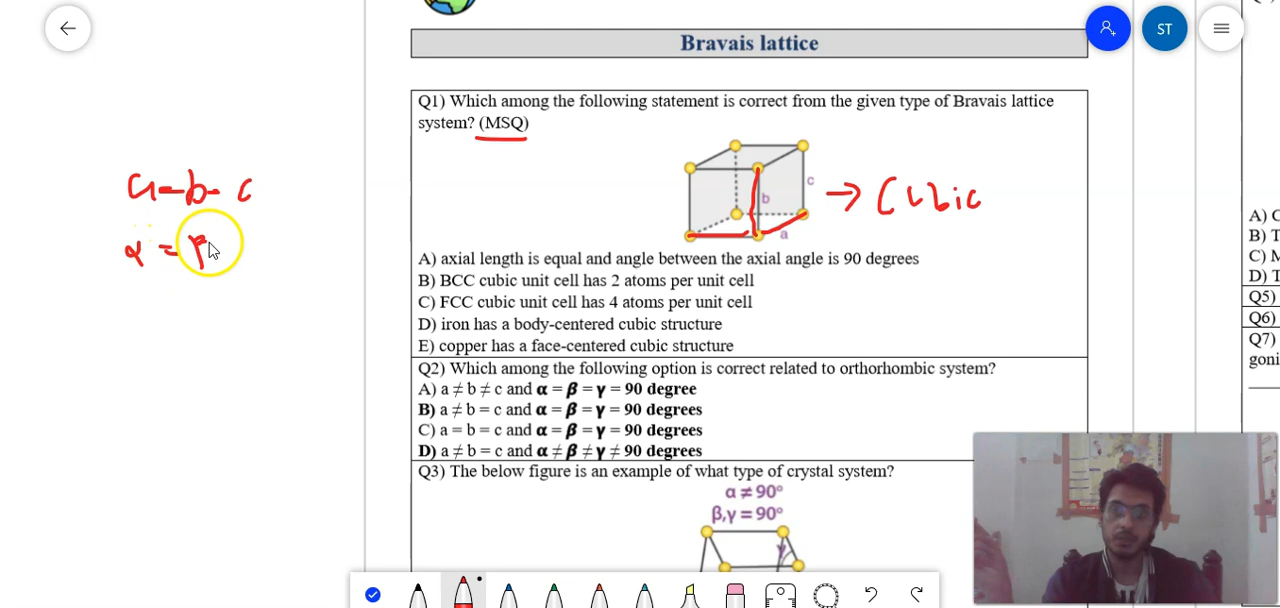 ST
Bravais lattice
Q1) Which among the following statement is correct from the given type of Bravais lattice
system? (MSQ)
c
b
a
→ Cubic
a = b = c
α = β
A) axial length is equal and angle between the axial angle is 90 degrees
B) BCC cubic unit cell has 2 atoms per unit cell
C) FCC cubic unit cell has 4 atoms per unit cell
D) iron has a body-centered cubic structure
E) copper has a face-centered cubic structure
Q2) Which among the following option is correct related to orthorhombic system?
A) a ≠ b ≠ c and α = β = γ = 90 degree
B) a ≠ b = c and α = β = γ = 90 degrees
C) a = b = c and α = β = γ = 90 degrees
D) a ≠ b = c and α ≠ β ≠ γ ≠ 90 degrees
Q3) The below figure is an example of what type of crystal system?
α ≠ 90°
β,γ = 90°
γ
A) C
B) T
C) M
D) T
Q5)
Q6)
Q7)
goni